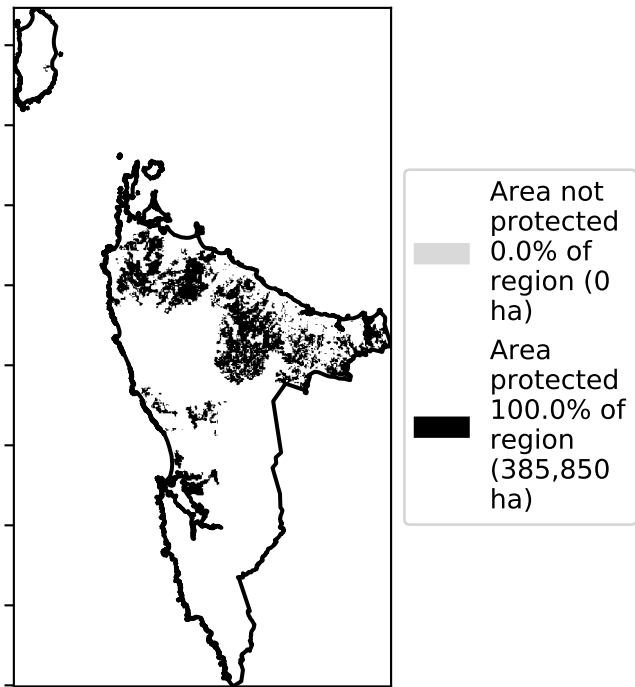 Area not
protected
0.0% of
region (0
ha)
Area
protected
100.0% of
region
(385,850
ha)